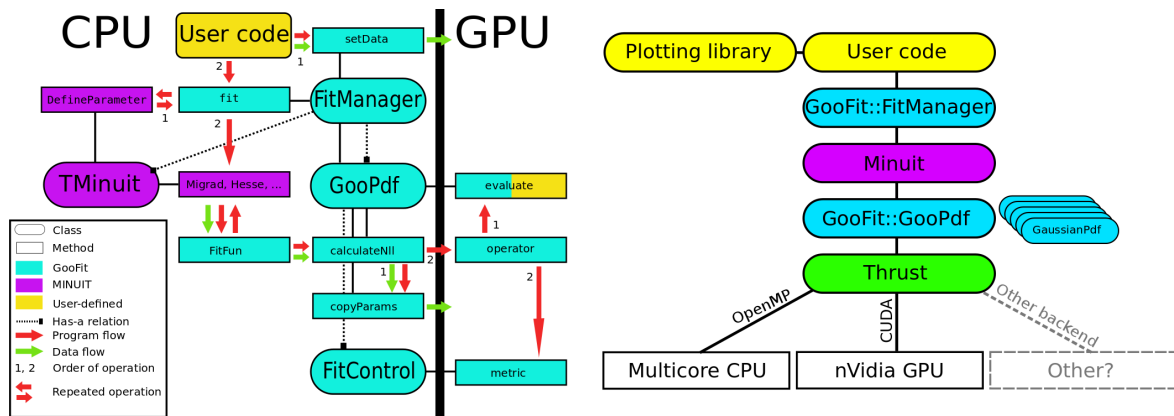 CPU
GPU
User code
setData
2
1
DefineParameter
fit
FitManager
1
2
TMinuit
Migrad, Hesse, ...
GooPdf
evaluate
1
FitFun
calculateNll
2
operator
1
2
copyParams
FitControl
metric
Class
Method
GooFit
MINUIT
User-defined
Has-a relation
Program flow
Data flow
1, 2 Order of operation
Repeated operation
Plotting library
User code
GooFit::FitManager
Minuit
GooFit::GooPdf
GaussianPdf
Thrust
OpenMP
CUDA
Other backend
Multicore CPU
nVidia GPU
Other?